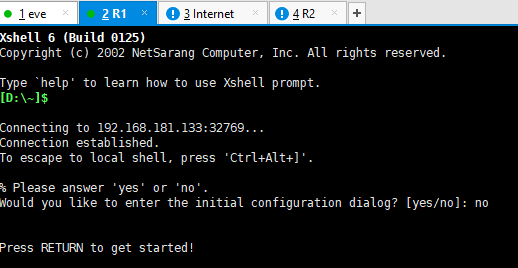 1 eve × 2 R1 × 3 Internet × 4 R2 × +
Xshell 6 (Build 0125)
Copyright (c) 2002 NetSarang Computer, Inc. All rights reserved.
Type `help' to learn how to use Xshell prompt.
[D:\~]$
Connecting to 192.168.181.133:32769...
Connection established.
To escape to local shell, press 'Ctrl+Alt+]'.
% Please answer 'yes' or 'no'.
Would you like to enter the initial configuration dialog? [yes/no]: no
Press RETURN to get started!